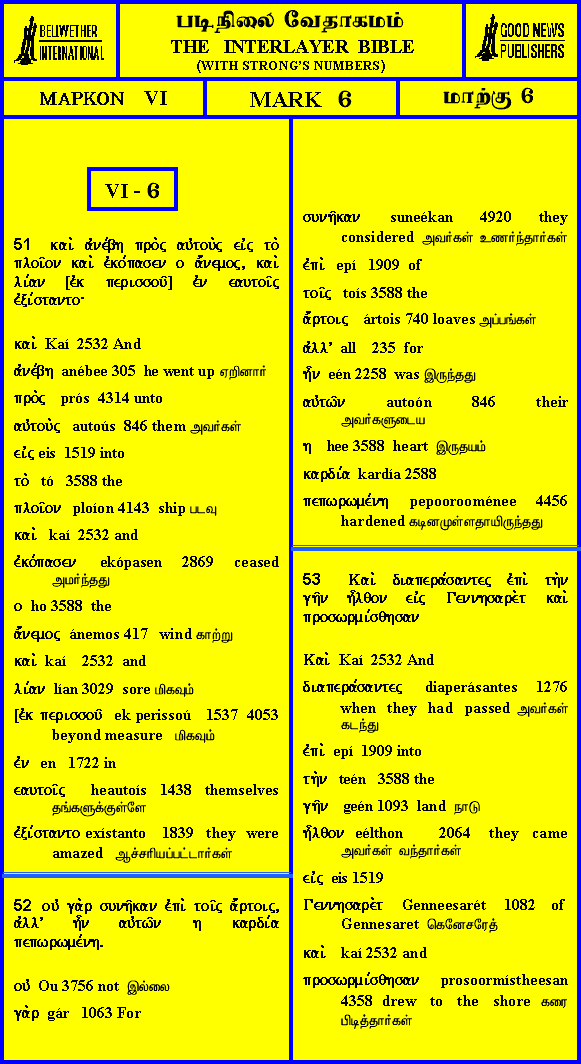 BELLWETHER
INTERNATIONAL
படிநிலை வேதாகமம்
THE INTERLAYER BIBLE
(WITH STRONG'S NUMBERS)
GOOD NEWS
PUBLISHERS
ΜΑΡΚΟΝ VI
MARK 6
மாற்கு 6
VI - 6
51 καὶ ἀνέβη πρὸς αὐτοὺς εἰς τὸ
πλοῖον καὶ ἐκόπασεν ο ἄνεμος, καὶ
λίαν [ἐκ περισσοῦ] ἐν εαυτοῖς
ἐξίσταντο·
καὶ Kaí 2532 And
ἀνέβη anébee 305 he went up ஏறினார்
πρὸς prós 4314 unto
αὐτοὺς autoús 846 them அவர்கள்
εἰς eis 1519 into
τὸ tó 3588 the
πλοῖον ploíon 4143 ship படவு
καὶ kaí 2532 and
ἐκόπασεν ekópasen 2869 ceased
அமர்ந்தது
ο ho 3588 the
ἄνεμος ánemos 417 wind காற்று
καὶ kaí 2532 and
λίαν lían 3029 sore மிகவும்
[ἐκ περισσοῦ ek perissoú 1537 4053
beyond measure மிகவும்
ἐν en 1722 in
εαυτοῖς heautoís 1438 themselves
தங்களுக்குள்ளே
ἐξίσταντο exístanto 1839 they were
amazed ஆச்சரியப்பட்டார்கள்
52 οὐ γὰρ συνῆκαν ἐπὶ τοῖς ἄρτοις,
ἀλλ' ἦν αὐτῶν η καρδία
πεπωρωμένη.
οὐ Ou 3756 not இல்லை
γὰρ gár 1063 For
συνῆκαν suneékan 4920 they
considered அவர்கள் உணர்ந்தார்கள்
ἐπὶ epí 1909 of
τοῖς toís 3588 the
ἄρτοις ártois 740 loaves அப்பங்கள்
ἀλλ' all 235 for
ἦν eén 2258 was இருந்தது
αὐτῶν autoón 846 their
அவர்களுடைய
η hee 3588 heart இருதயம்
καρδία kardía 2588
πεπωρωμένη pepoorooménee 4456
hardened கடினமுள்ளதாயிருந்தது
53 Καὶ διαπεράσαντες ἐπὶ τὴν
γῆν ἦλθον εἰς Γεννησαρὲτ καὶ
προσωρμίσθησαν
Καὶ Kaí 2532 And
διαπεράσαντες diaperásantes 1276
when they had passed அவர்கள்
கடந்து
ἐπὶ epí 1909 into
τὴν teén 3588 the
γῆν geén 1093 land நாடு
ἦλθον eélthon 2064 they came
அவர்கள் வந்தார்கள்
εἰς eis 1519
Γεννησαρὲτ Genneesarét 1082 of
Gennesaret கெனேசரேத்
καὶ kaí 2532 and
προσωρμίσθησαν prosoormístheesan
4358 drew to the shore கரை
பிடித்தார்கள்